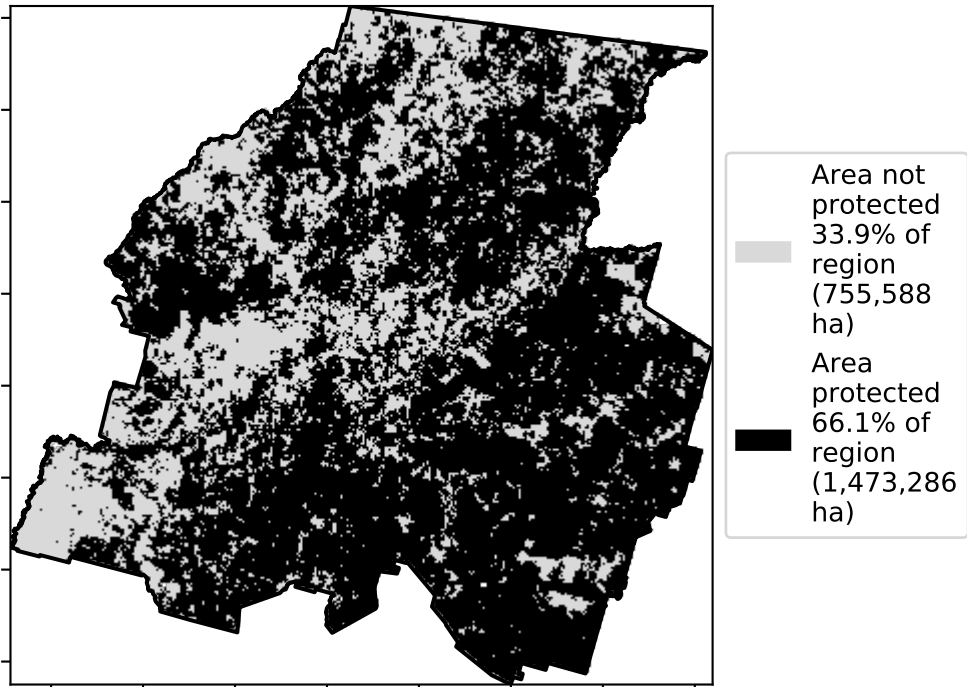 Area not
protected
33.9% of
region
(755,588
ha)
Area
protected
66.1% of
region
(1,473,286
ha)